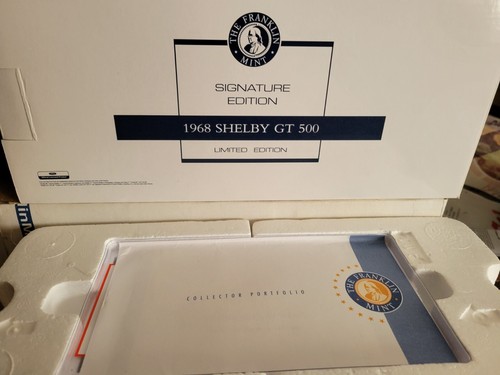 THE FRANKLIN MINT
SIGNATURE
EDITION
1968 SHELBY GT 500
LIMITED EDITION
COLLECTOR PORTFOLIO
THE FRANKLIN MINT